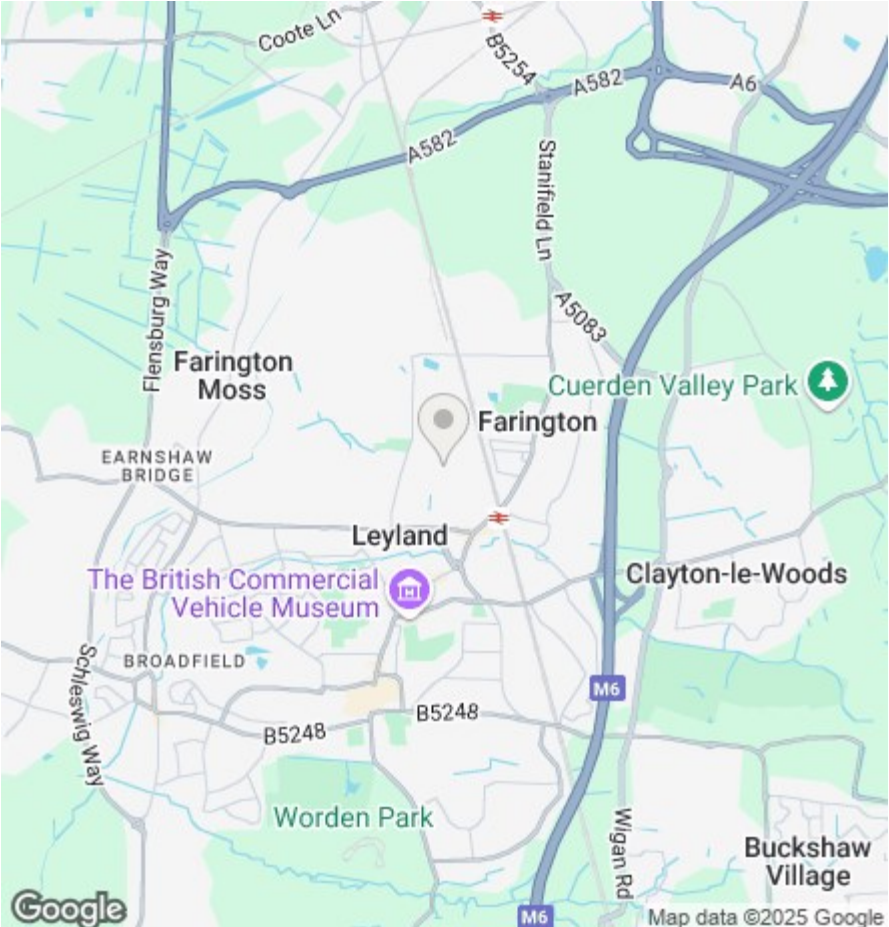 Coote Ln
B5254
A582
A6
A582
Stanifield Ln
Flensburg Way
A5083
Farington
Moss
Cuerden Valley Park
Farington
EARNSHAW
BRIDGE
Leyland
Clayton-le-Woods
The British Commercial
Vehicle Museum
BROADFIELD
Schleswig Way
M6
B5248
B5248
Worden Park
Wigan Rd
Buckshaw
Village
Google
M6
Map data ©2025 Google